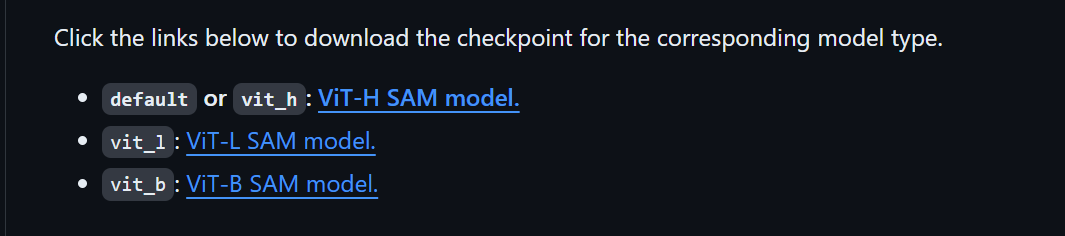 Click the links below to download the checkpoint for the corresponding model type.
default or vit_h: ViT-H SAM model.
vit_l: ViT-L SAM model.
vit_b: ViT-B SAM model.